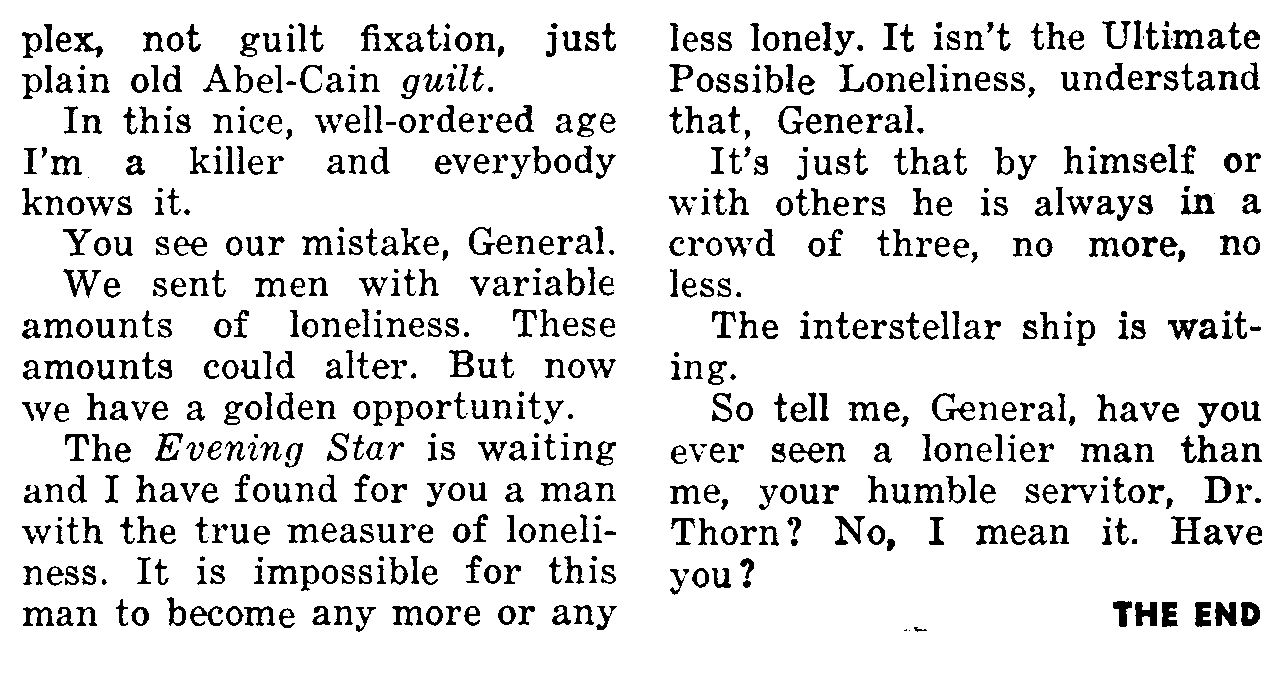 plex, not guilt fixation, just
plain old Abel-Cain guilt.
In this nice, well-ordered age
I'm a killer and everybody
knows it.
You see our mistake, General.
We sent men with variable
amounts of loneliness. These
amounts could alter. But now
we have a golden opportunity.
The Evening Star is waiting
and I have found for you a man
with the true measure of loneli-
ness. It is impossible for this
man to become any more or any
less lonely. It isn't the Ultimate
Possible Loneliness, understand
that, General.
It's just that by himself or
with others he is always in a
crowd of three, no more, no
less.
The interstellar ship is wait-
ing.
So tell me, General, have you
ever seen a lonelier man than
me, your humble servitor, Dr.
Thorn? No, I mean it. Have
you?
THE END